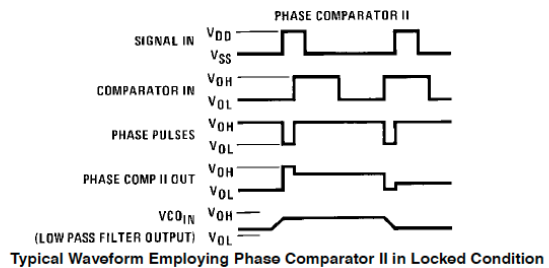 PHASE COMPARATOR II
SIGNAL IN VDD
VSS
COMPARATOR IN VOH
VOL
PHASE PULSES VOH
VOL
PHASE COMP II OUT VOH
VOL
VCOIN VOH
(LOW PASS FILTER OUTPUT) VOL
Typical Waveform Employing Phase Comparator II in Locked Condition